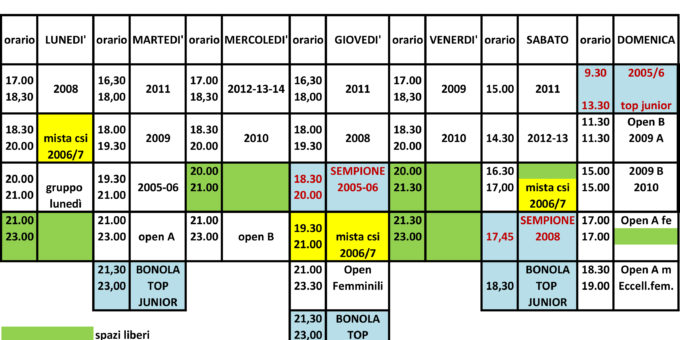 orario LUNEDI' orario MARTEDI' orario MERCOLEDI' orario GIOVEDI' orario VENERDI' orario SABATO orario DOMENICA
17.00 16,30 17.00 16,30 17.00 9.30 2005/6
2008 2011 2012-13-14 2011 2009 15.00 2011
18,30 18,00 18,30 18,00 18,30 13.30 top junior
18.30 18.00 18.30 18.00 18.30 11.30 Open B
mista csi 2009 2010 2008 2010 14.30 2012-13
20.00 19.30 20.00 19.30 20.00 11.30 2009 A
2006/7
20.00 19.30 20.00 18.30 SEMPIONE 20.00 16.30 15.00 2009 B
21.00 gruppo 21.00 2005-06 21.00 20.00 2005-06 21.30 17,00 mista csi 15.00 2010
lunedì 2006/7
21.00 21.00 21.00 19.30 21.30 SEMPIONE 17.00 Open A fe
23.00 23.00 open A 23.00 open B 21.00 mista csi 23.00 17,45 2008 17.00
2006/7
21,30 BONOLA 21.00 Open BONOLA 18.30 Open A m
23,00 TOP 23.30 Femminili 18,30 TOP 19.00 Eccell.fem.
JUNIOR JUNIOR
21,30 BONOLA
spazi liberi 23,00 TOP